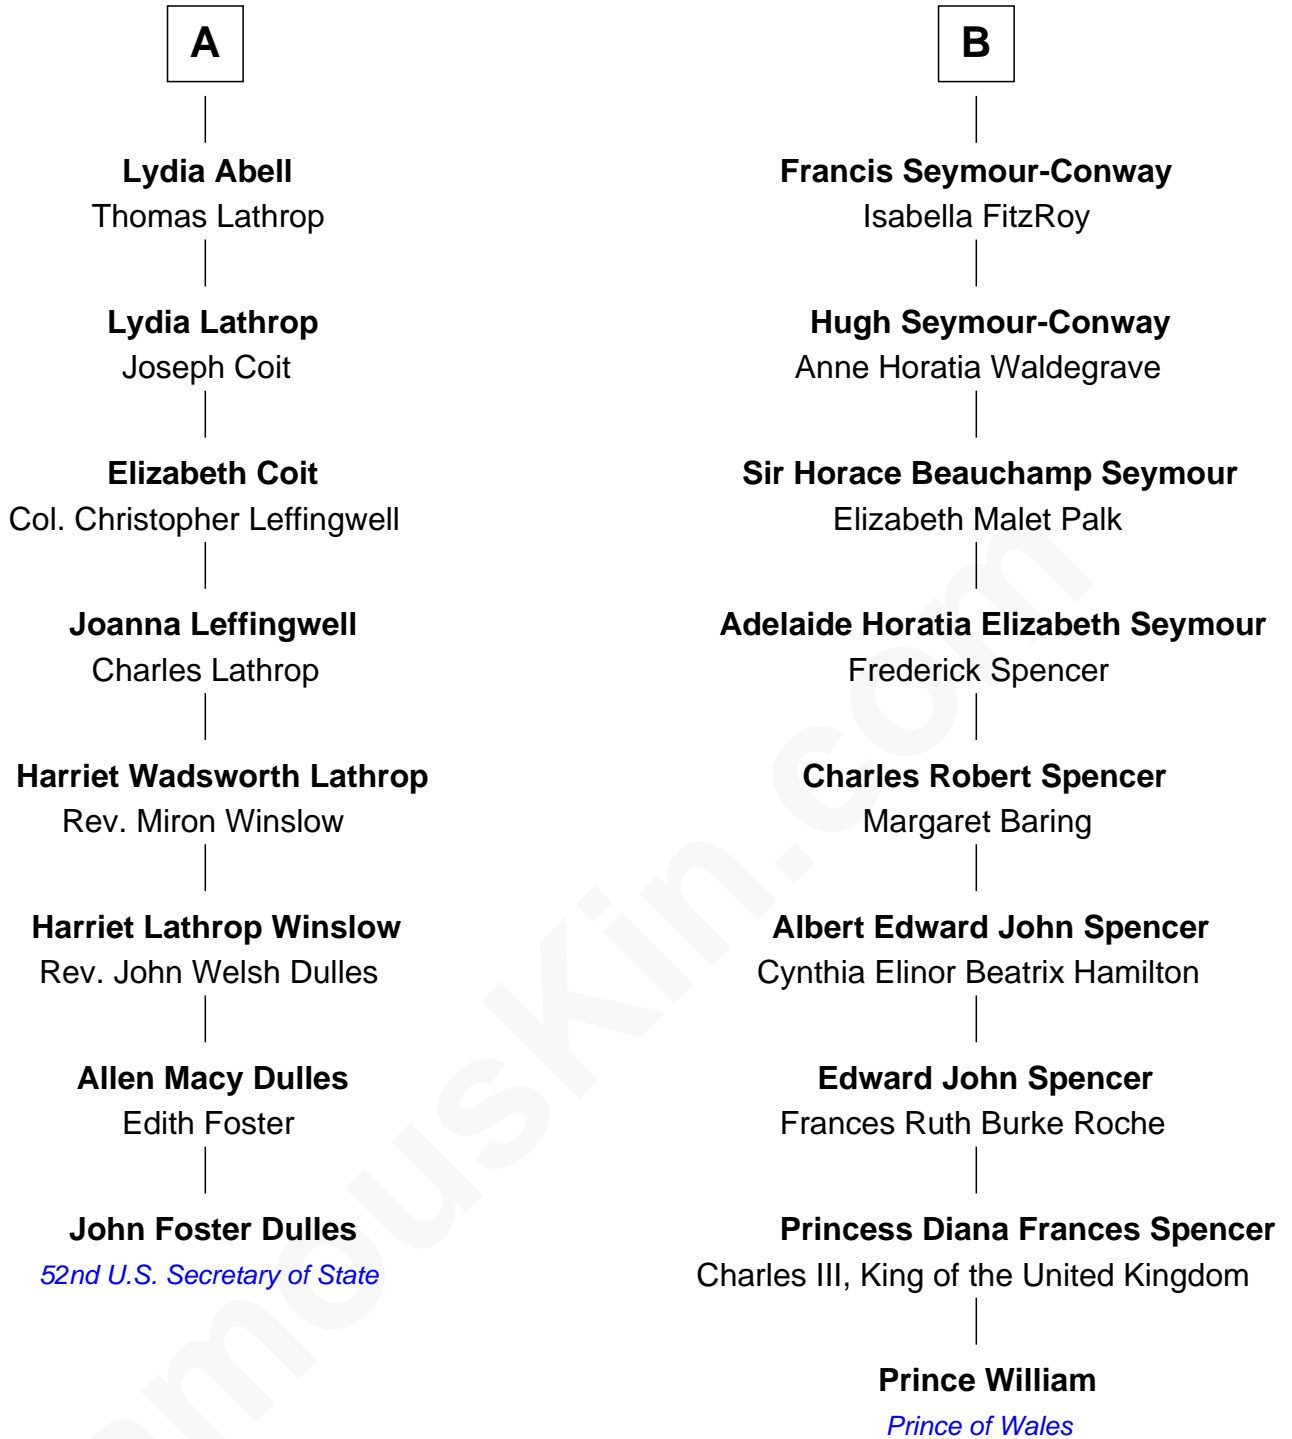 A
Lydia Abell
Thomas Lathrop
Lydia Lathrop
Joseph Coit
Elizabeth Coit
Col. Christopher Leffingwell
Joanna Leffingwell
Charles Lathrop
Harriet Wadsworth Lathrop
Rev. Miron Winslow
Harriet Lathrop Winslow
Rev. John Welsh Dulles
Allen Macy Dulles
Edith Foster
John Foster Dulles
52nd U.S. Secretary of State
B
Francis Seymour-Conway
Isabella FitzRoy
Hugh Seymour-Conway
Anne Horatia Waldegrave
Sir Horace Beauchamp Seymour
Elizabeth Malet Palk
Adelaide Horatia Elizabeth Seymour
Frederick Spencer
Charles Robert Spencer
Margaret Baring
Albert Edward John Spencer
Cynthia Elinor Beatrix Hamilton
Edward John Spencer
Frances Ruth Burke Roche
Princess Diana Frances Spencer
Charles III, King of the United Kingdom
Prince William
Prince of Wales
amouskin.com